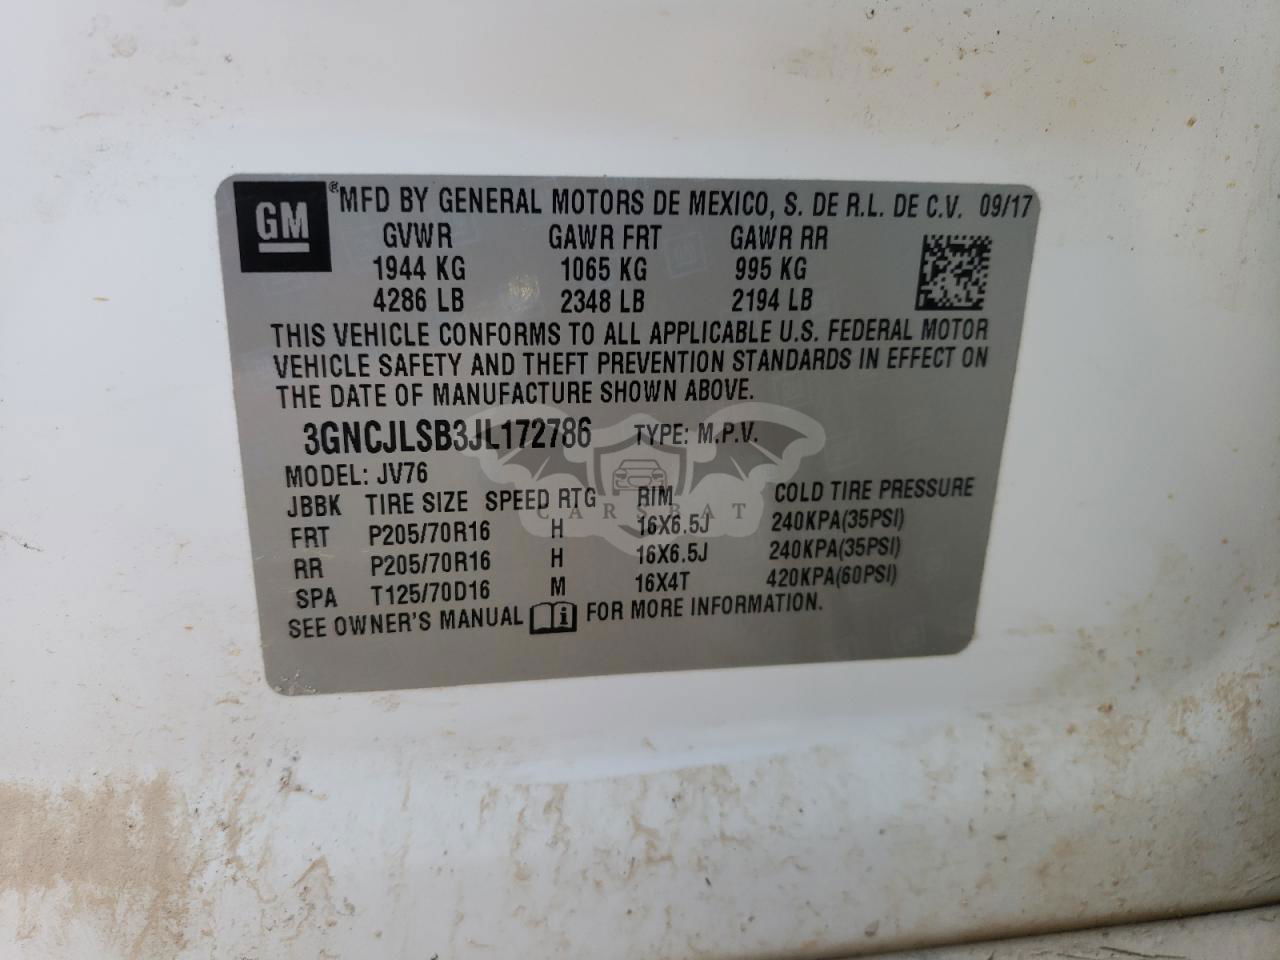 GM ® MFD BY GENERAL MOTORS DE MEXICO, S. DE R.L. DE C.V. 09/17
GVWR GAWR FRT GAWR RR
1944 KG 1065 KG 995 KG
4286 LB 2348 LB 2194 LB
THIS VEHICLE CONFORMS TO ALL APPLICABLE U.S. FEDERAL MOTOR
VEHICLE SAFETY AND THEFT PREVENTION STANDARDS IN EFFECT ON
THE DATE OF MANUFACTURE SHOWN ABOVE.
3GNCJLSB3JL172786 TYPE: M.P.V.
MODEL: JV76
JBBK TIRE SIZE SPEED RTG RIM COLD TIRE PRESSURE
FRT P205/70R16 H 16X6.5J 240KPA(35PSI)
RR P205/70R16 H 16X6.5J 240KPA(35PSI)
SPA T125/70D16 M 16X4T 420KPA(60PSI)
SEE OWNER'S MANUAL i FOR MORE INFORMATION.
CARSBAT